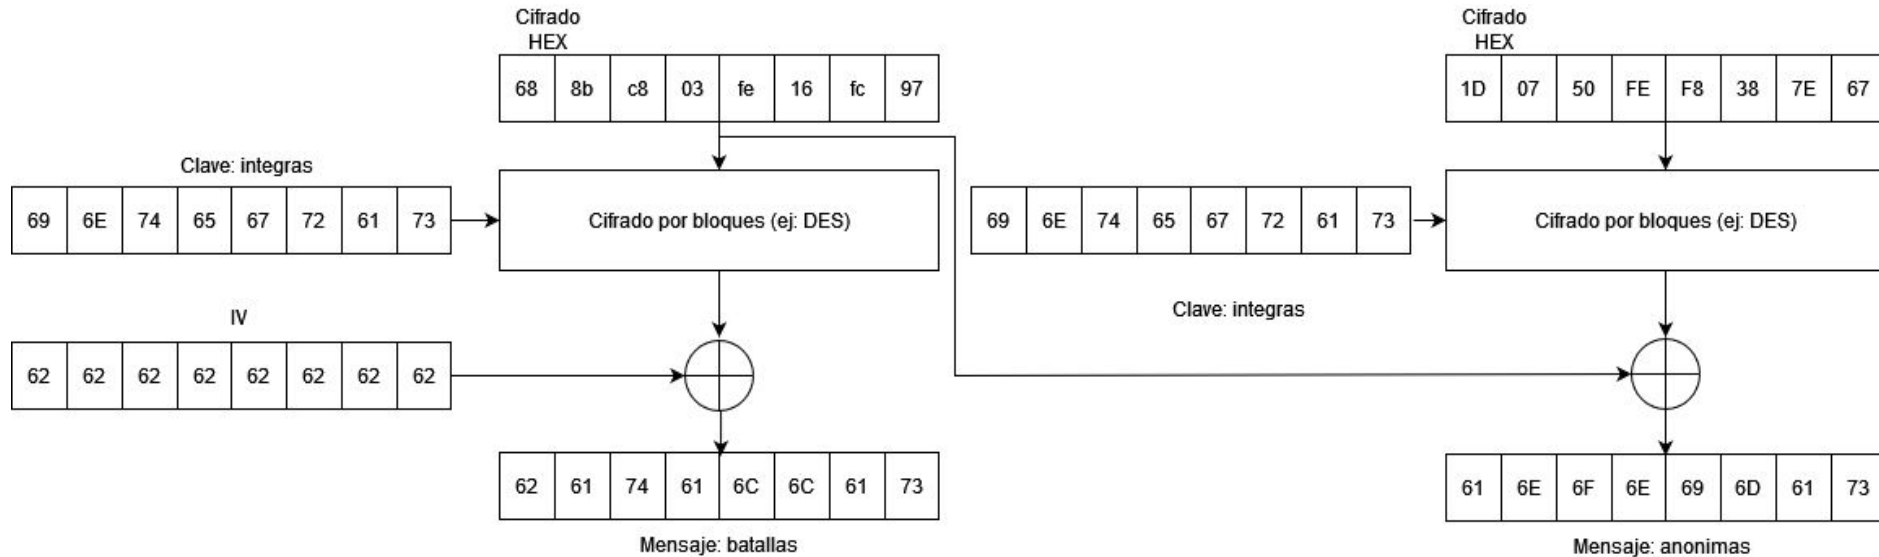 Cifrado
HEX
68 8b c8 03 fe 16 fc 97
Cifrado
HEX
1D 07 50 FE F8 38 7E 67
Clave: integras
69 6E 74 65 67 72 61 73
Cifrado por bloques (ej: DES)
69 6E 74 65 67 72 61 73
Clave: integras
Cifrado por bloques (ej: DES)
IV
62 62 62 62 62 62 62 62
62 61 74 61 6C 6C 61 73
Mensaje: batallas
61 6E 6F 6E 69 6D 61 73
Mensaje: anonimas